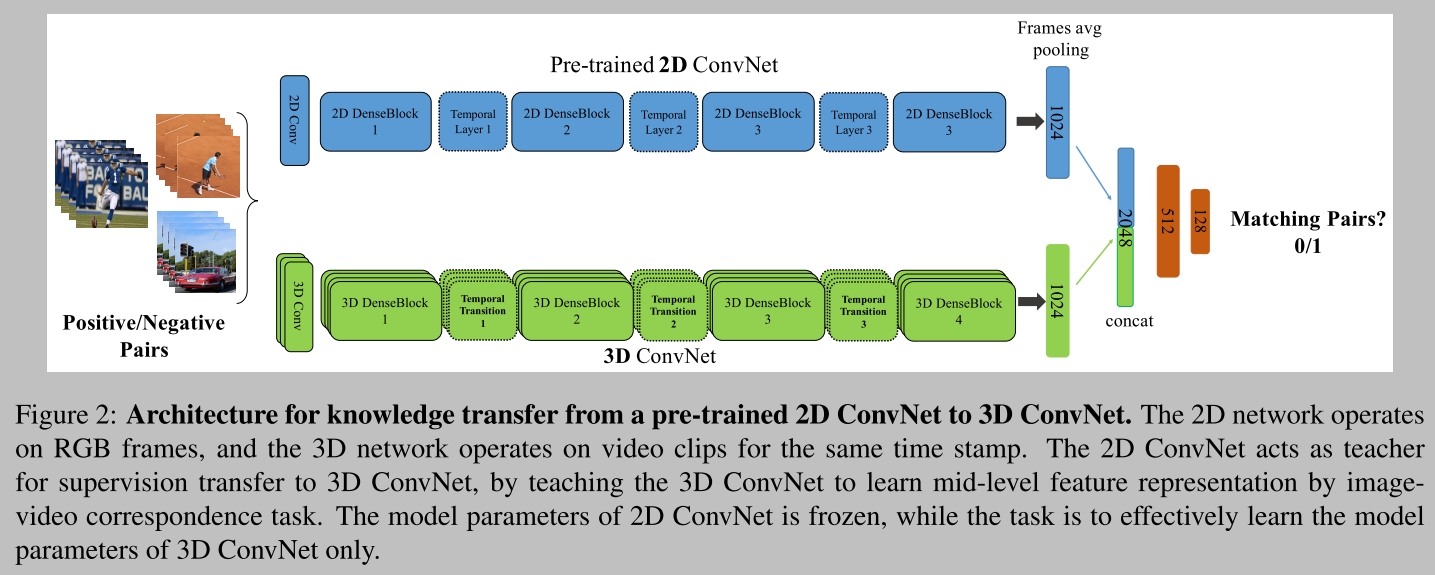 Frames avg
pooling
Pre-trained 2D ConvNet
2D Conv
2D DenseBlock
1
Temporal
Layer 1
2D DenseBlock
2
Temporal
Layer 2
2D DenseBlock
3
Temporal
Layer 3
2D DenseBlock
3
1024
Positive/Negative
Pairs
3D Conv
3D DenseBlock
1
Temporal
Transition
1
3D DenseBlock
2
Temporal
Transition
2
3D DenseBlock
3
Temporal
Transition
3
3D DenseBlock
4
3D ConvNet
1024
2048
concat
512
128
Matching Pairs?
0/1
Figure 2: Architecture for knowledge transfer from a pre-trained 2D ConvNet to 3D ConvNet. The 2D network operates
on RGB frames, and the 3D network operates on video clips for the same time stamp. The 2D ConvNet acts as teacher
for supervision transfer to 3D ConvNet, by teaching the 3D ConvNet to learn mid-level feature representation by image-
video correspondence task. The model parameters of 2D ConvNet is frozen, while the task is to effectively learn the model
parameters of 3D ConvNet only.